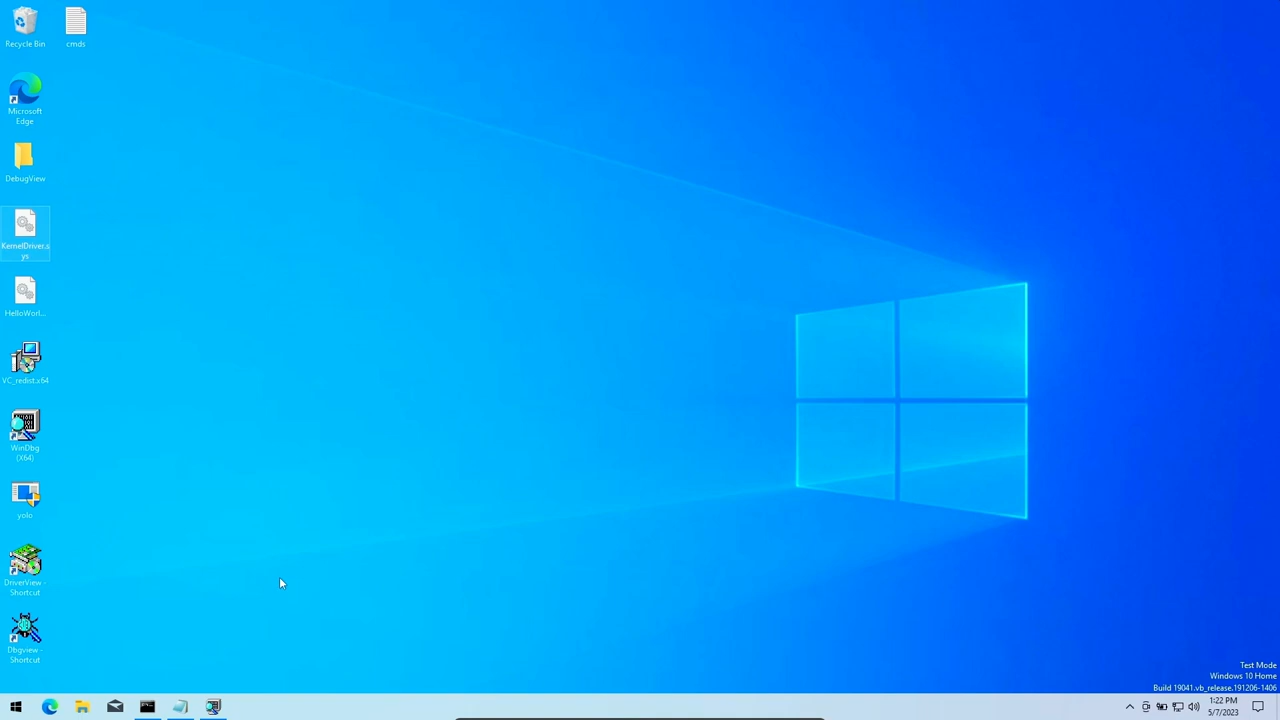 Recycle Bin
cmds
Microsoft
Edge
DebugView
KernelDriver.s
ys
HelloWorl...
VC_redist.x64
WinDbg
(X64)
yolo
DriverView -
Shortcut
Dbgview -
Shortcut
Test Mode
Windows 10 Home
Build 19041.vb_release.191206-1406
1:22 PM
5/7/2023